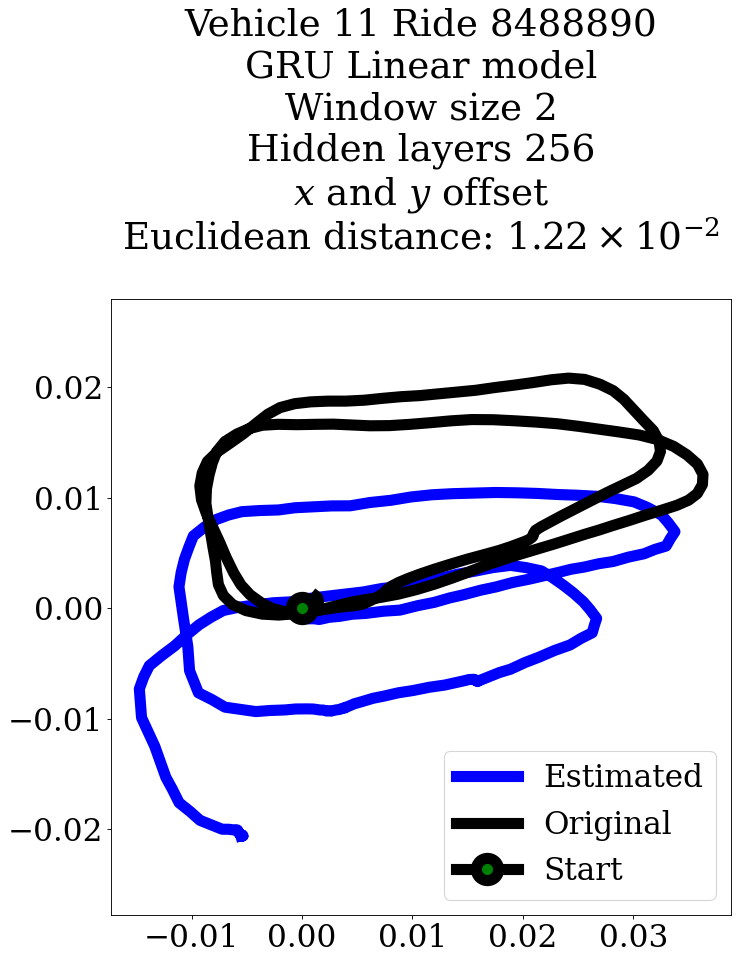 Vehicle 11 Ride 8488890
GRU Linear model
Window size 2
Hidden layers 256
x and y offset
Euclidean distance: 1.22 × 10⁻²
0.02
0.01
0.00
−0.01
−0.02
Estimated
Original
Start
−0.01 0.00 0.01 0.02 0.03